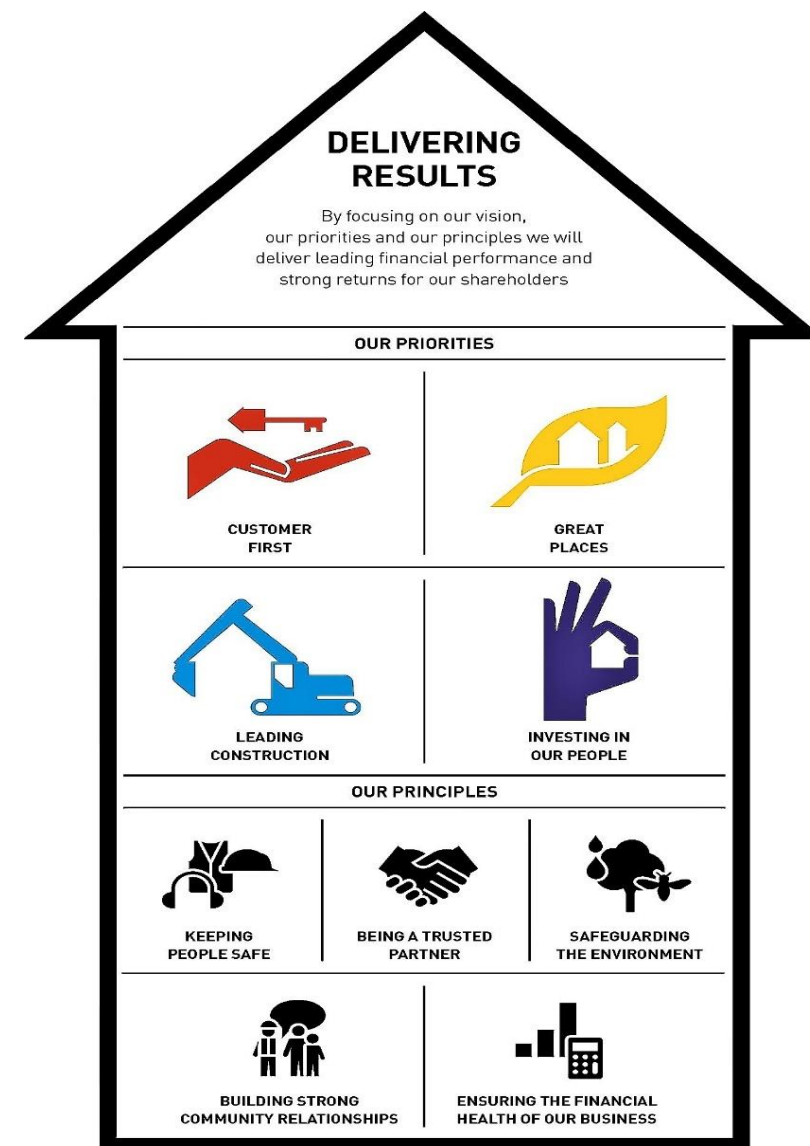 DELIVERING
RESULTS
By focusing on our vision,
our priorities and our principles we will
deliver leading financial performance and
strong returns for our shareholders
OUR PRIORITIES
CUSTOMER
FIRST
GREAT
PLACES
LEADING
CONSTRUCTION
INVESTING IN
OUR PEOPLE
OUR PRINCIPLES
KEEPING
PEOPLE SAFE
BEING A TRUSTED
PARTNER
SAFEGUARDING
THE ENVIRONMENT
BUILDING STRONG
COMMUNITY RELATIONSHIPS
ENSURING THE FINANCIAL
HEALTH OF OUR BUSINESS